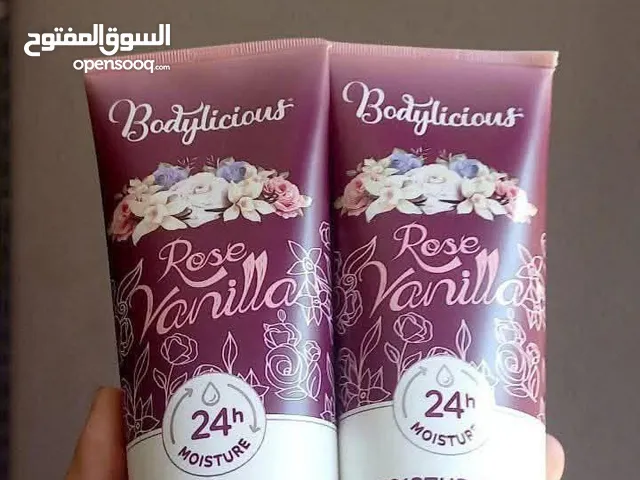 السوق المفتوح
opensooq.com
Bodylicious
Rose
Vanilla
24h
MOISTURE
Bodylicious
Rose
Vanilla
24h
MOISTURE